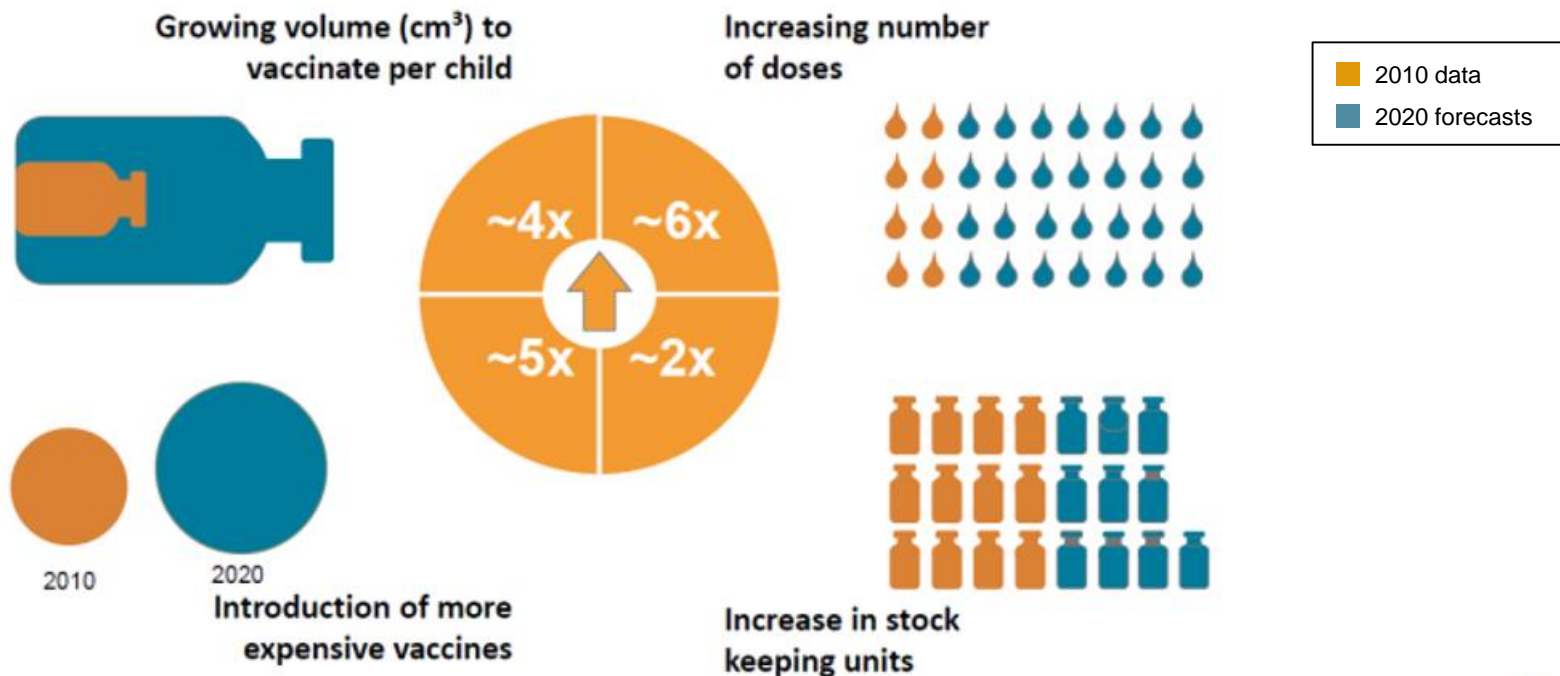 Growing volume (cm³) to
vaccinate per child
Increasing number
of doses
2010 data
2020 forecasts
~4x
~6x
~5x
~2x
2010
2020
Introduction of more
expensive vaccines
Increase in stock
keeping units